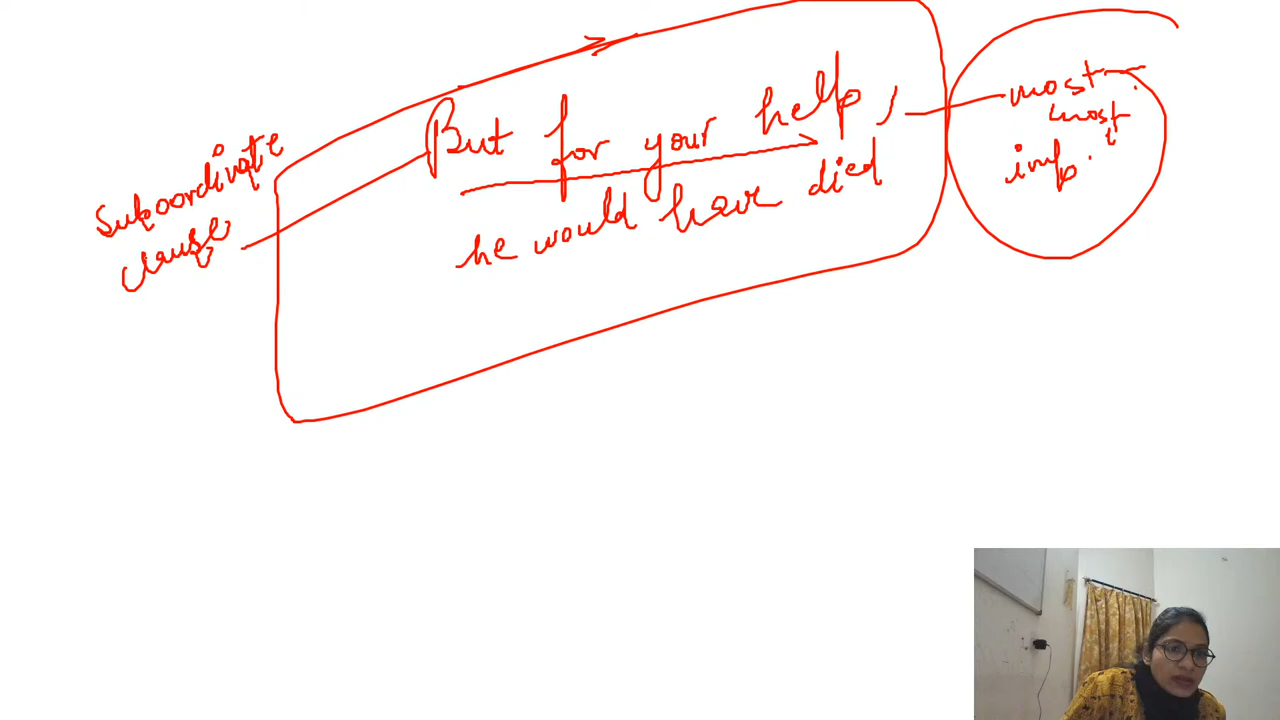 But for your help,
he would have died
Subordinate
clause
most
most
imp.